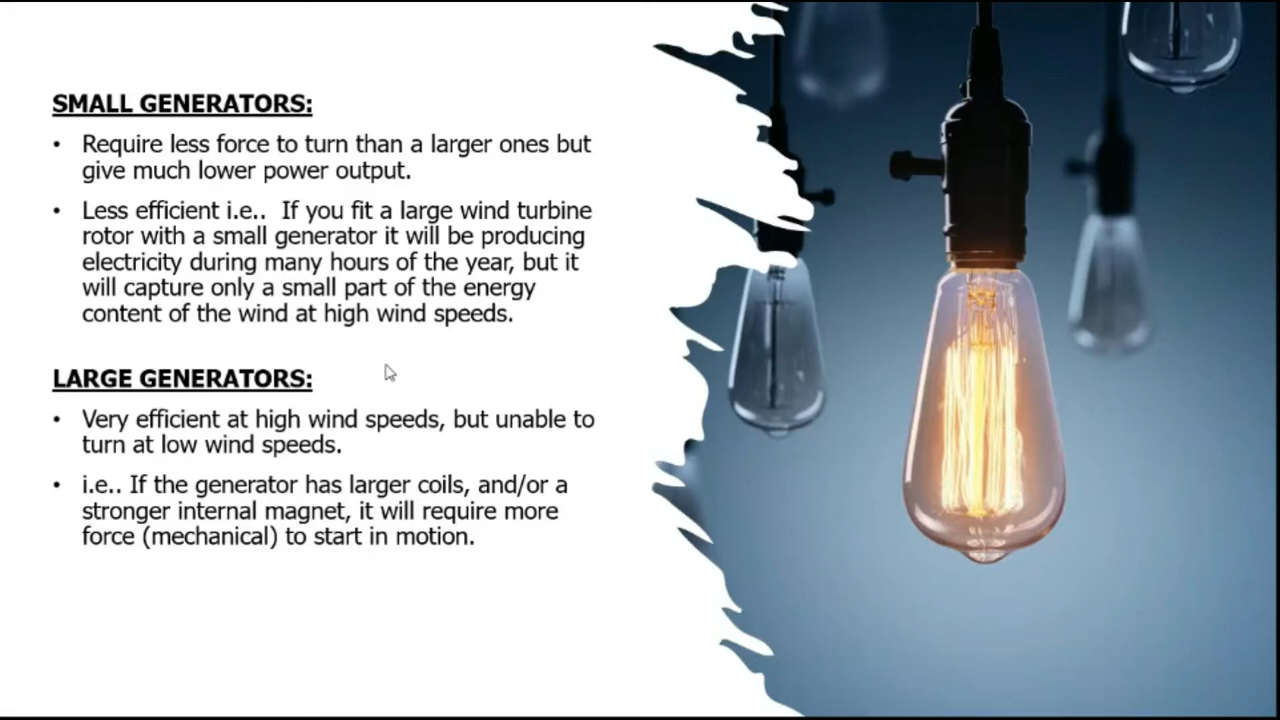 SMALL GENERATORS:
• Require less force to turn than a larger ones but
give much lower power output.
• Less efficient i.e.. If you fit a large wind turbine
rotor with a small generator it will be producing
electricity during many hours of the year, but it
will capture only a small part of the energy
content of the wind at high wind speeds.
LARGE GENERATORS:
• Very efficient at high wind speeds, but unable to
turn at low wind speeds.
• i.e.. If the generator has larger coils, and/or a
stronger internal magnet, it will require more
force (mechanical) to start in motion.